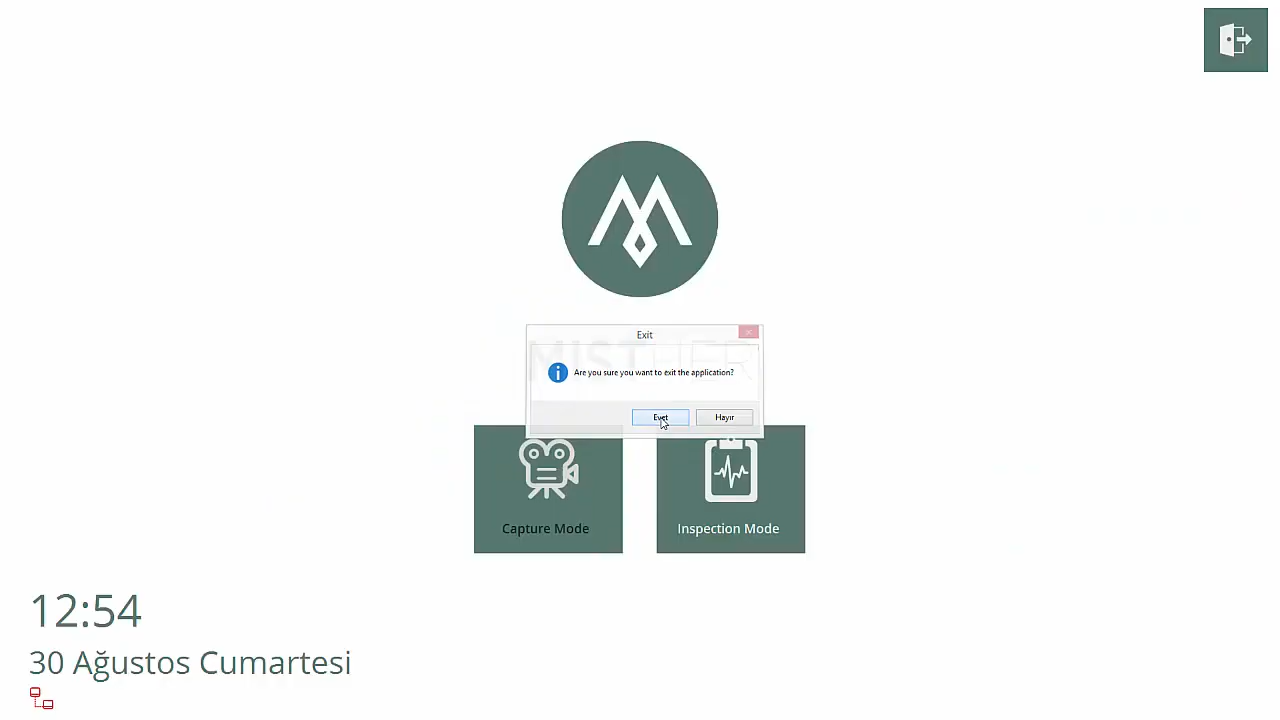 Exit
Are you sure you want to exit the application?
Evet
Hayır
Capture Mode
Inspection Mode
12:54
30 Ağustos Cumartesi